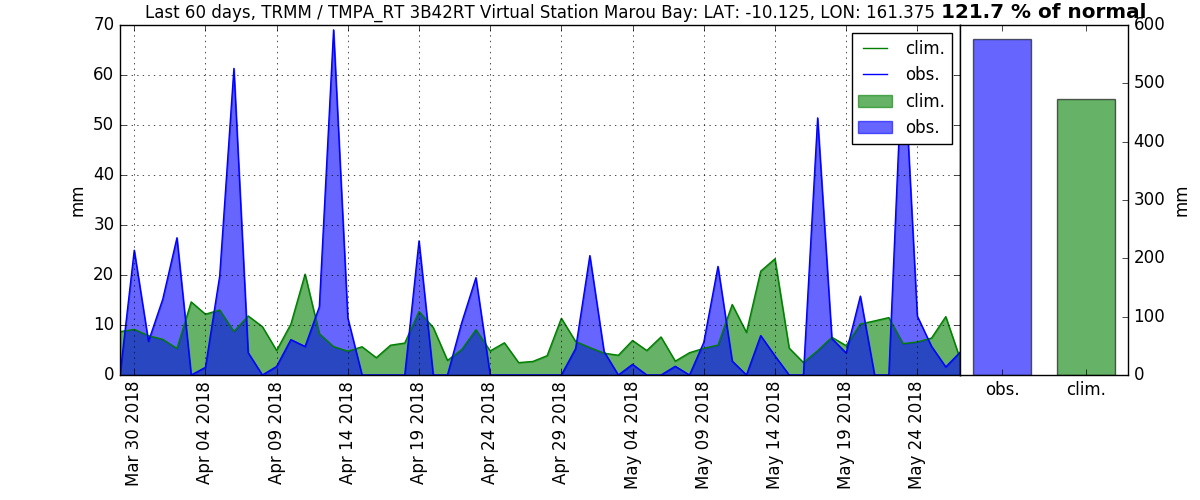 Last 60 days, TRMM / TMPA_RT 3B42RT Virtual Station Marou Bay: LAT: -10.125, LON: 161.375 121.7 % of normal
70
60
50
40
30
20
10
0
mm
clim.
obs.
clim.
obs.
600
500
400
300
200
100
0
mm
obs. clim.
Mar 30 2018
Apr 04 2018
Apr 09 2018
Apr 14 2018
Apr 19 2018
Apr 24 2018
Apr 29 2018
May 04 2018
May 09 2018
May 14 2018
May 19 2018
May 24 2018